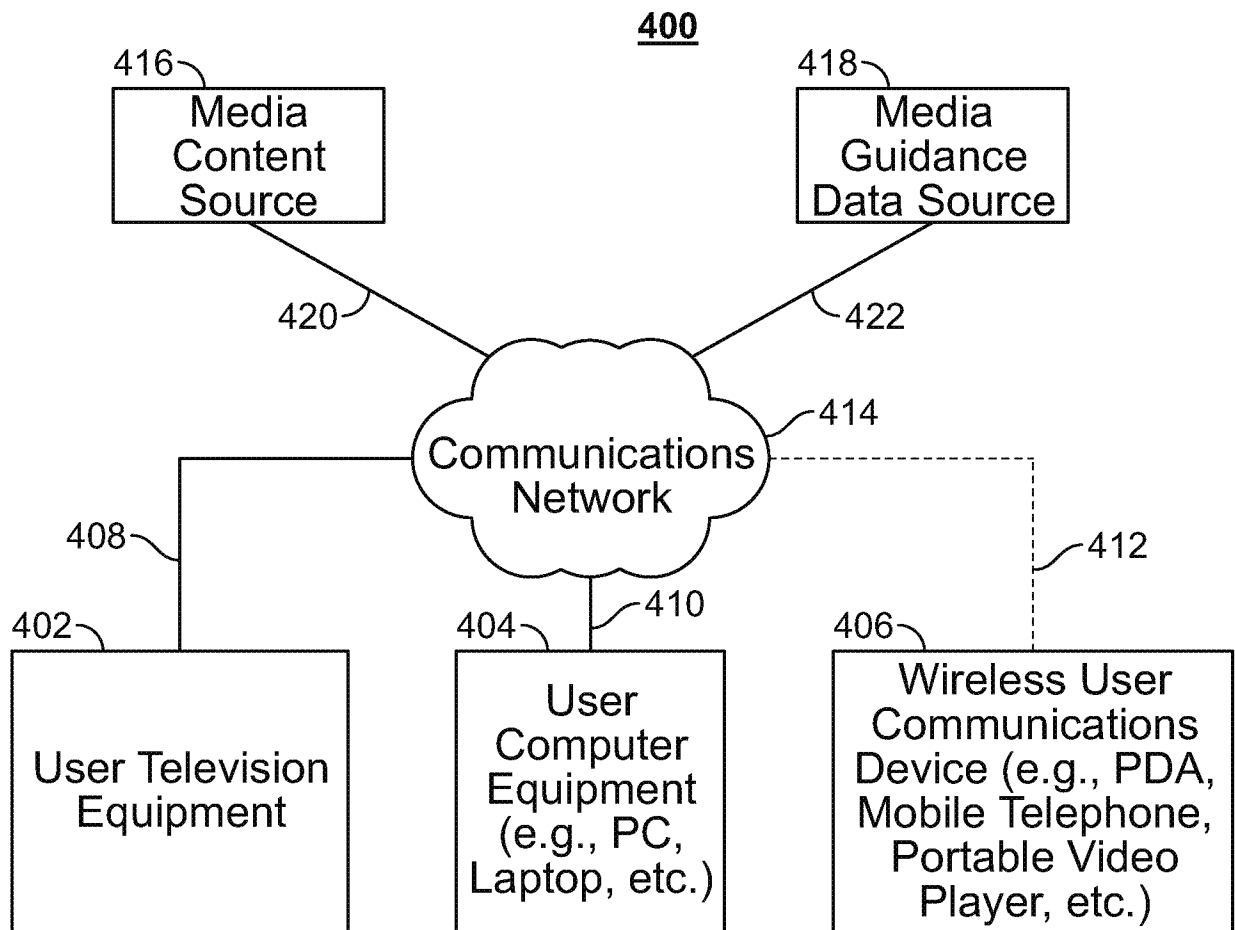 400
416
Media
Content
Source
418
Media
Guidance
Data Source
420
422
414
Communications
Network
408
412
410
402
User Television
Equipment
404
User
Computer
Equipment
(e.g., PC,
Laptop, etc.)
406
Wireless User
Communications
Device (e.g., PDA,
Mobile Telephone,
Portable Video
Player, etc.)